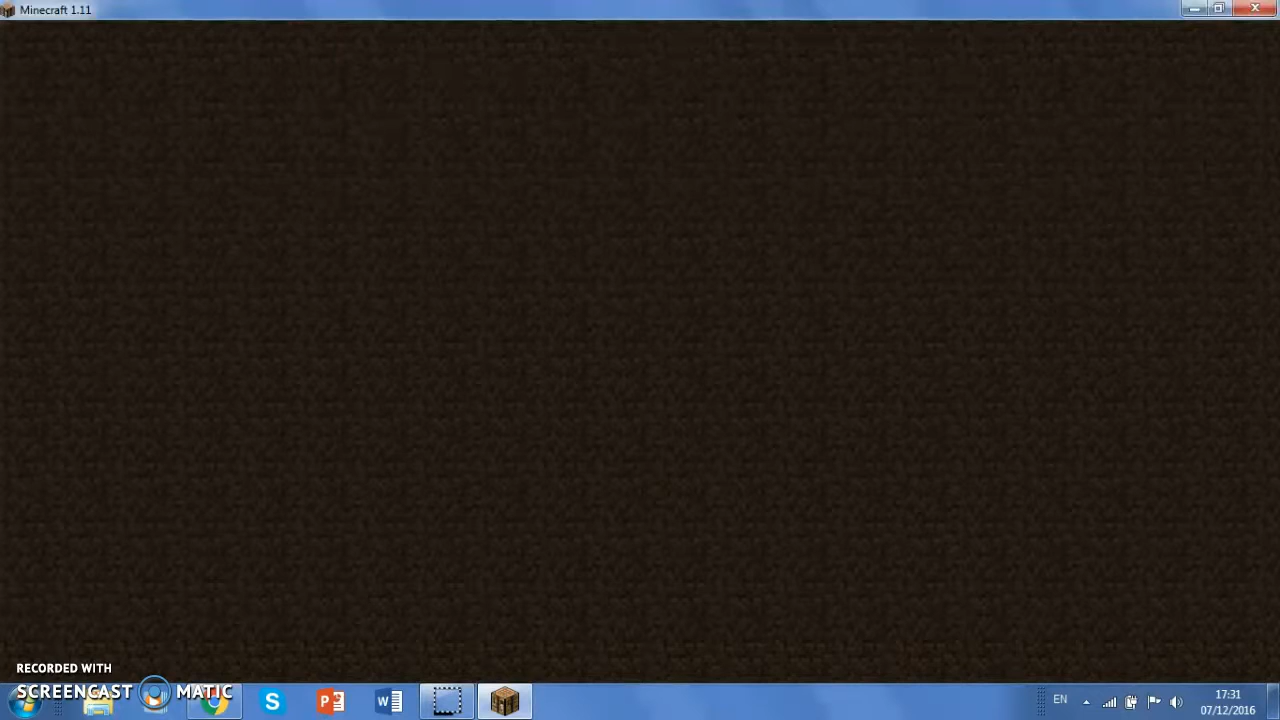 Minecraft 1.11
RECORDED WITH
SCREENCAST MATIC
EN
17:31
07/12/2016